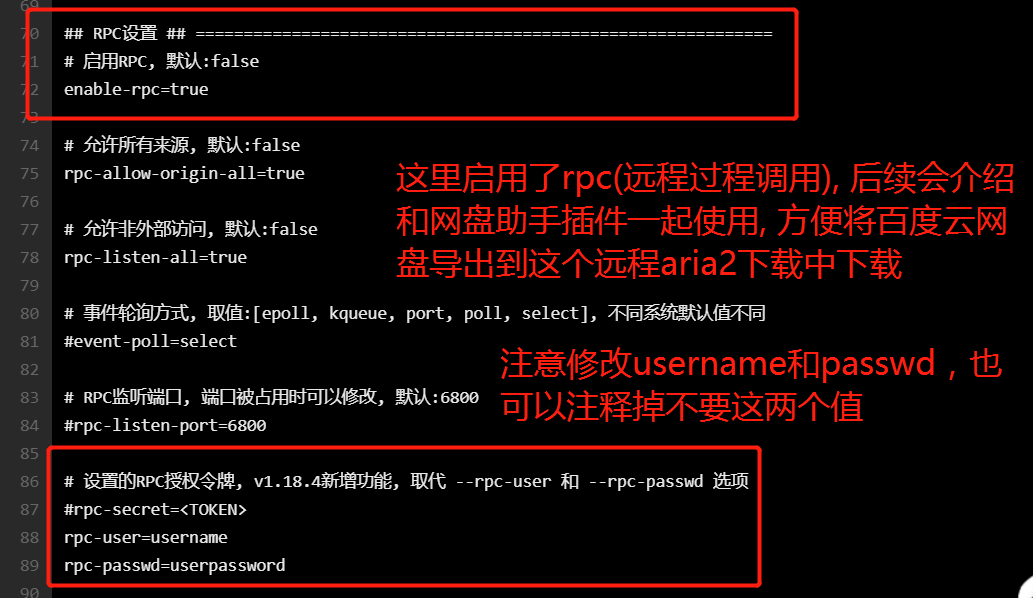 69
70 ## RPC设置 ## ============================================================
71 # 启用RPC, 默认:false
72 enable-rpc=true
73
74 # 允许所有来源, 默认:false
75 rpc-allow-origin-all=true
76
77 # 允许非外部访问, 默认:false
78 rpc-listen-all=true
79
80 # 事件轮询方式, 取值:[epoll, kqueue, port, poll, select], 不同系统默认值不同
81 #event-poll=select
82
83 # RPC监听端口, 端口被占用时可以修改, 默认:6800
84 #rpc-listen-port=6800
85
86 # 设置的RPC授权令牌, v1.18.4新增功能, 取代 --rpc-user 和 --rpc-passwd 选项
87 #rpc-secret=<TOKEN>
88 rpc-user=username
89 rpc-passwd=userpassword
90
这里启用了rpc(远程过程调用), 后续会介绍
和网盘助手插件一起使用, 方便将百度云网
盘导出到这个远程aria2下载中下载
注意修改username和passwd，也
可以注释掉不要这两个值